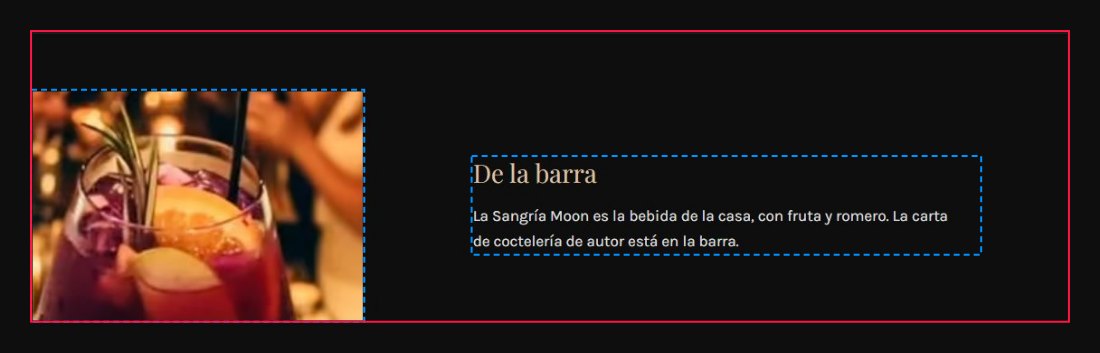 De la barra
La Sangría Moon es la bebida de la casa, con fruta y romero. La carta
de coctelería de autor está en la barra.